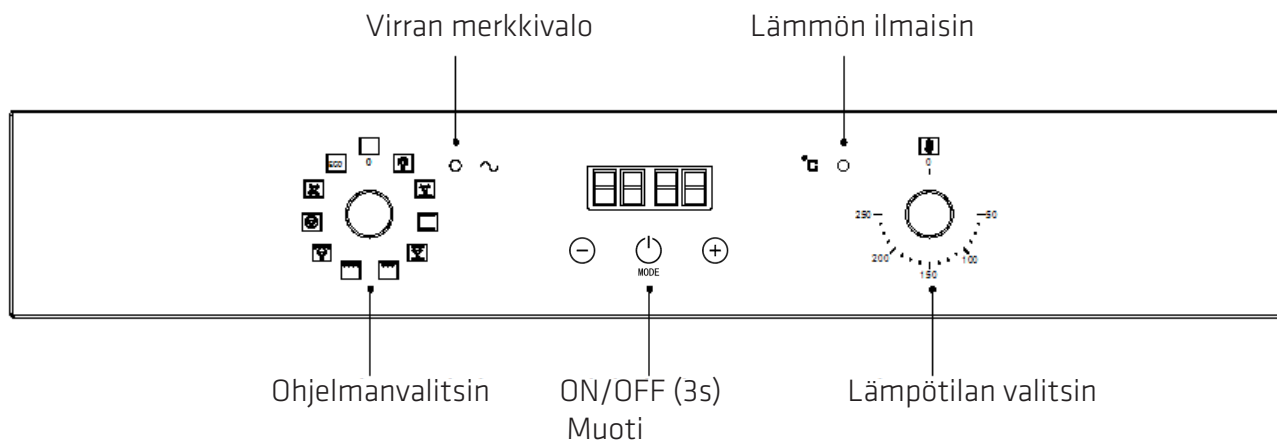 Virran merkkivalo
Lämmön ilmaisin
ECO
0
°C
0
250
50
200
100
150
MODE
Ohjelmanvalitsin
ON/OFF (3s)
Muoti
Lämpötilan valitsin